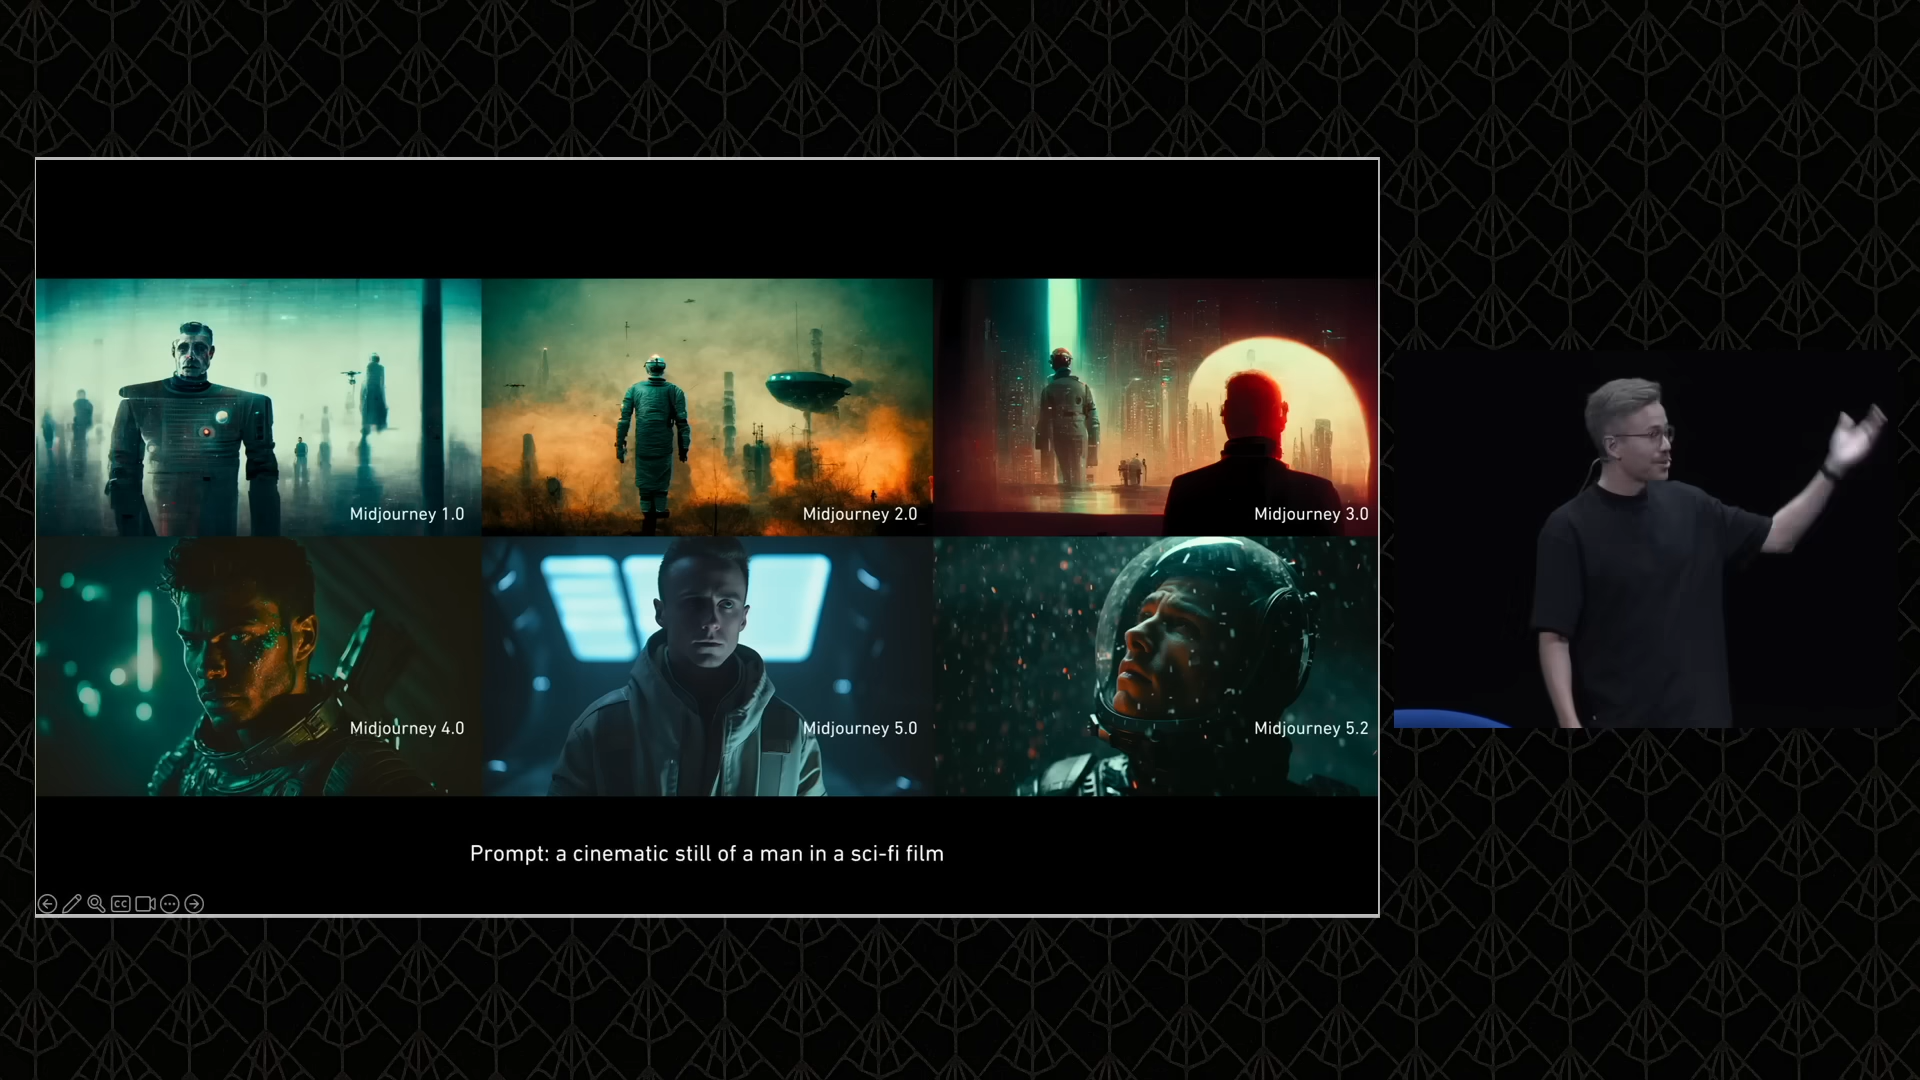 Midjourney 1.0
Midjourney 2.0
Midjourney 3.0
Midjourney 4.0
Midjourney 5.0
Midjourney 5.2
Prompt: a cinematic still of a man in a sci-fi film
CC